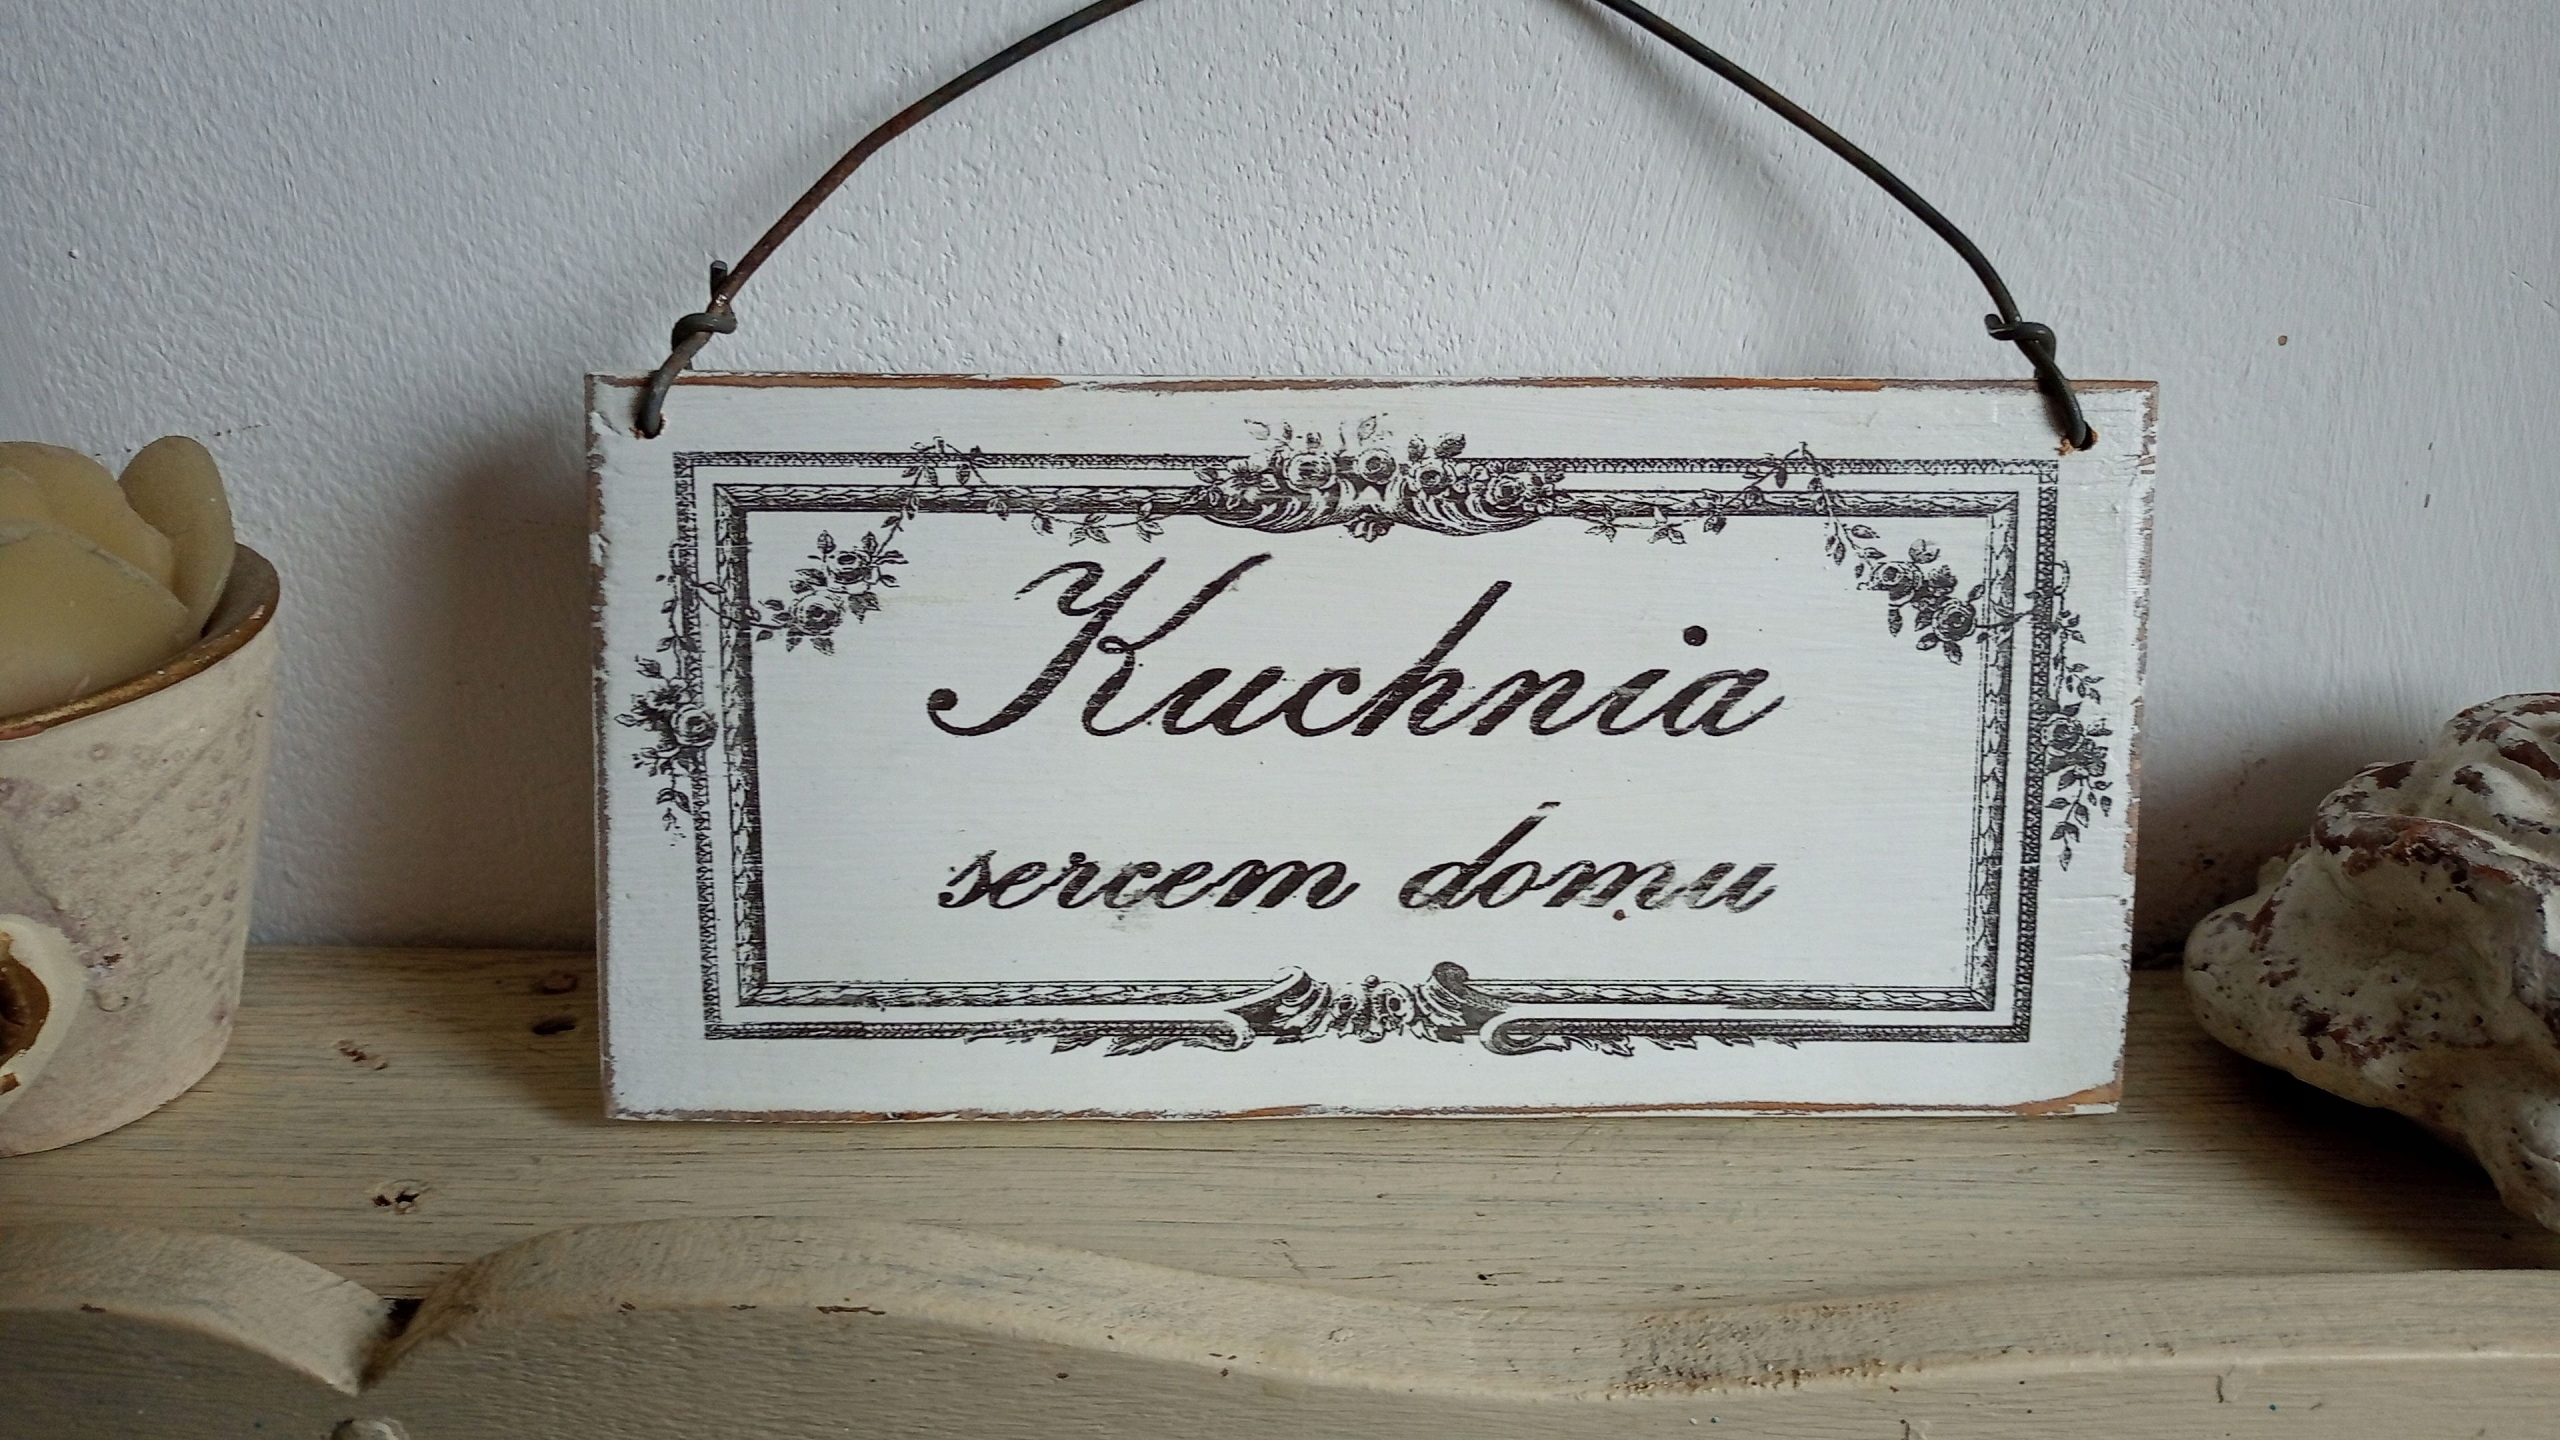 Kuchnia
sercem domu